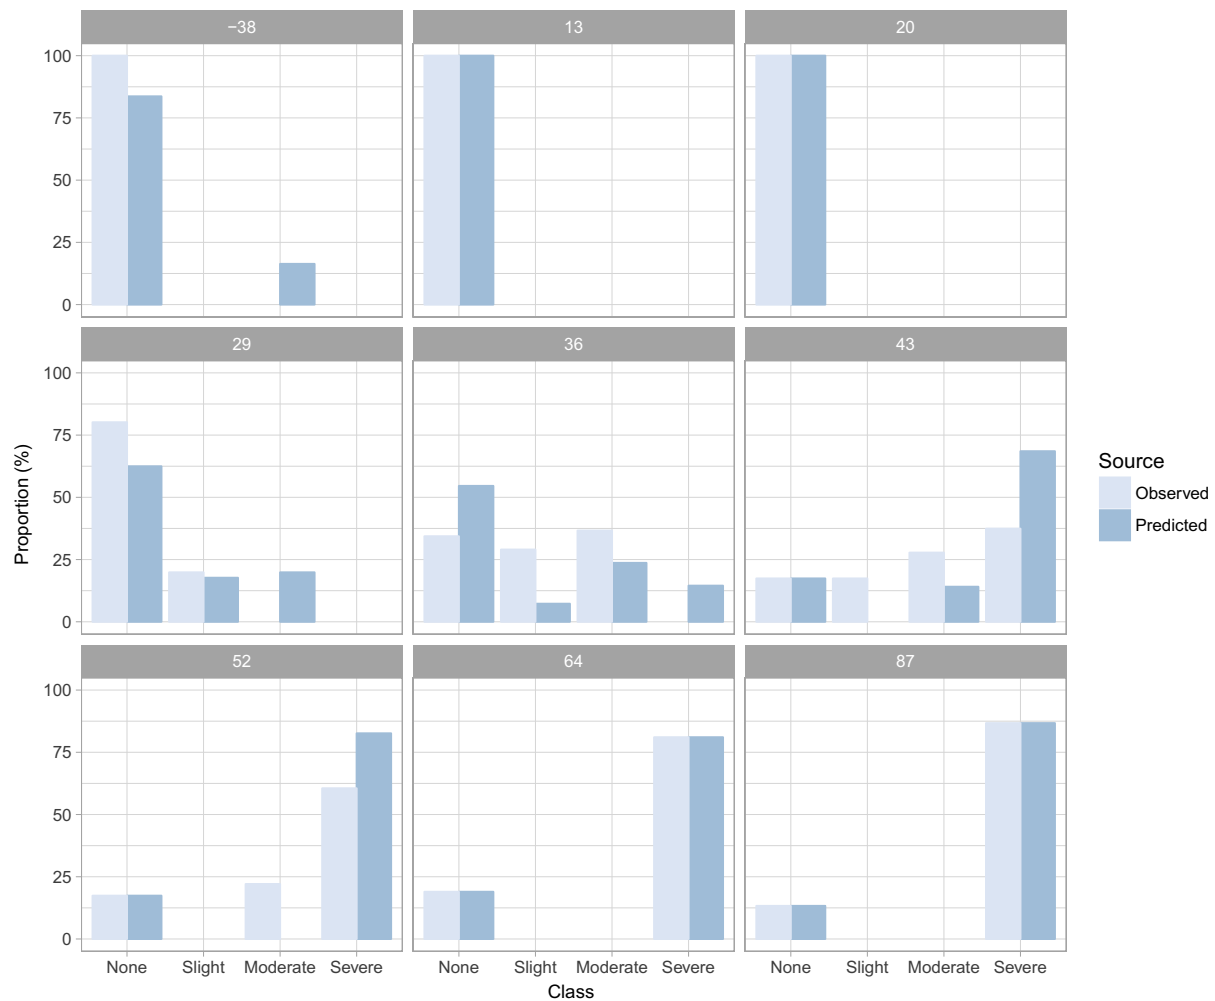 −38 13 20
100
75
50
25
0
29 36 43
100
75
50
25
0
52 64 87
100
75
50
25
0
None Slight Moderate Severe None Slight Moderate Severe None Slight Moderate Severe
Class
Proportion (%)
Source
Observed
Predicted